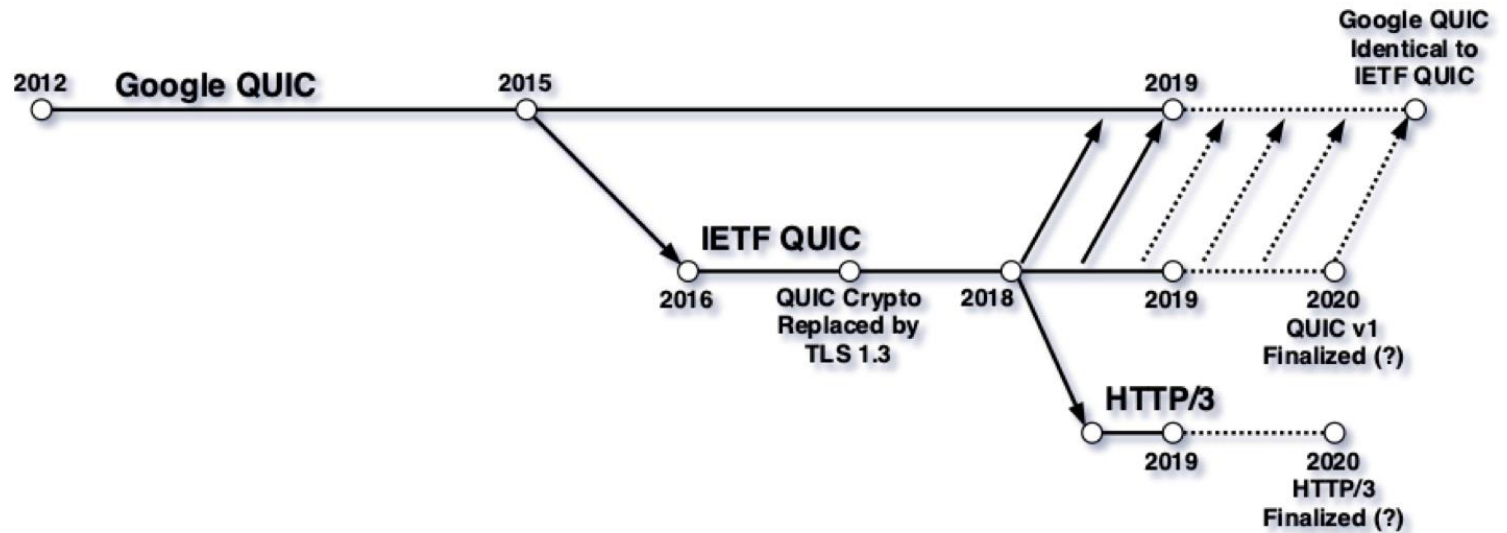 Google QUIC
Identical to
IETF QUIC
2012
Google QUIC
2015
2019
IETF QUIC
2016
QUIC Crypto
Replaced by
TLS 1.3
2018
2019
2020
QUIC v1
Finalized (?)
HTTP/3
2019
2020
HTTP/3
Finalized (?)